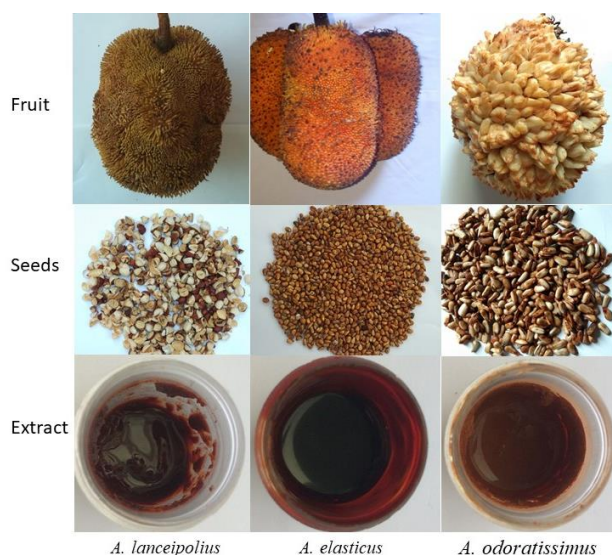 Fruit
Seeds
Extract
A. lanceipolius A. elasticus A. odoratissimus